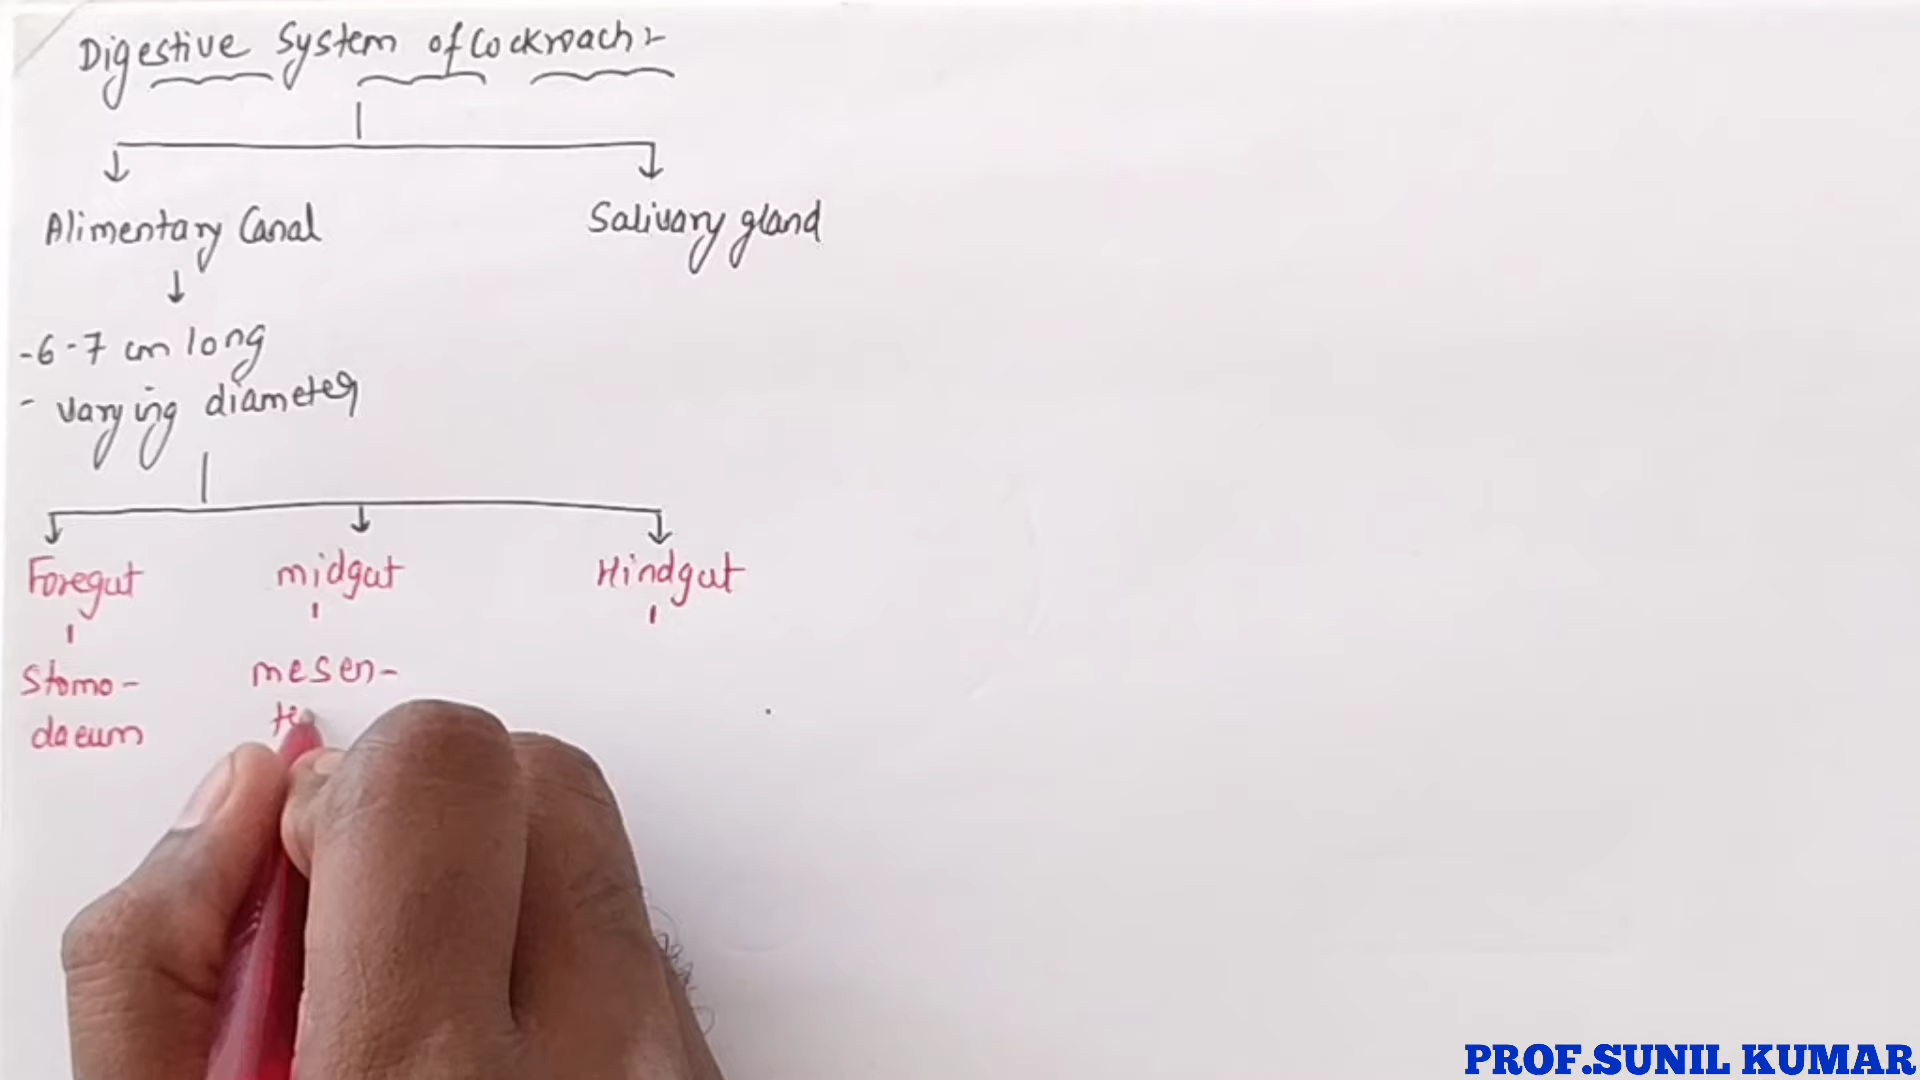 Digestive System of Cockroach :-
Alimentary Canal
Salivary gland
- 6-7 cm long
- varying diameter
Foregut
midgut
Hindgut
Stomo-
daeum
mesen-
te
PROF.SUNIL KUMAR